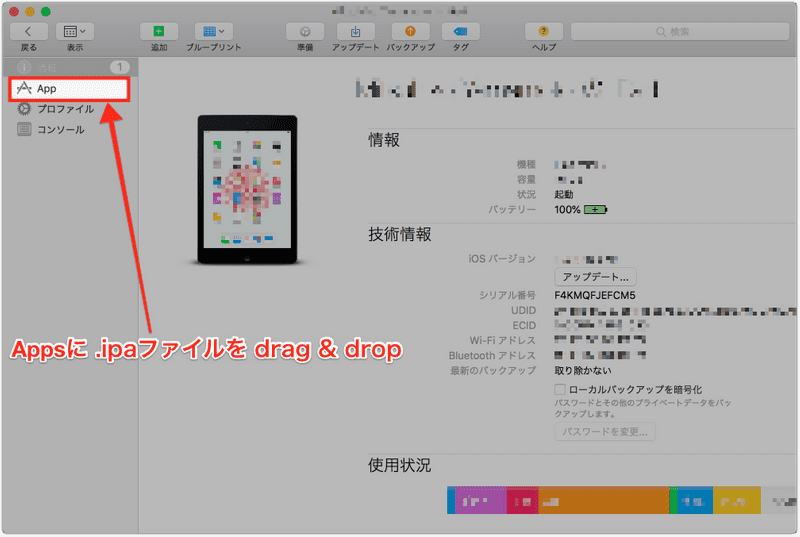 戻る
表示
追加
ブループリント
準備
アップデート
バックアップ
タグ
ヘルプ
検索
1
App
プロファイル
コンソール
情報
機種
容量
状況 起動
バッテリー 100%
技術情報
iOS バージョン
アップデート...
シリアル番号 F4KMQFJEFCM5
UDID
ECID
Wi-Fi アドレス
Bluetooth アドレス
最新のバックアップ 取り除かない
ローカルバックアップを暗号化
パスワードとその他のプライベートデータをバッ
クアップします。
パスワードを変更...
使用状況
Appsに .ipaファイルを drag & drop